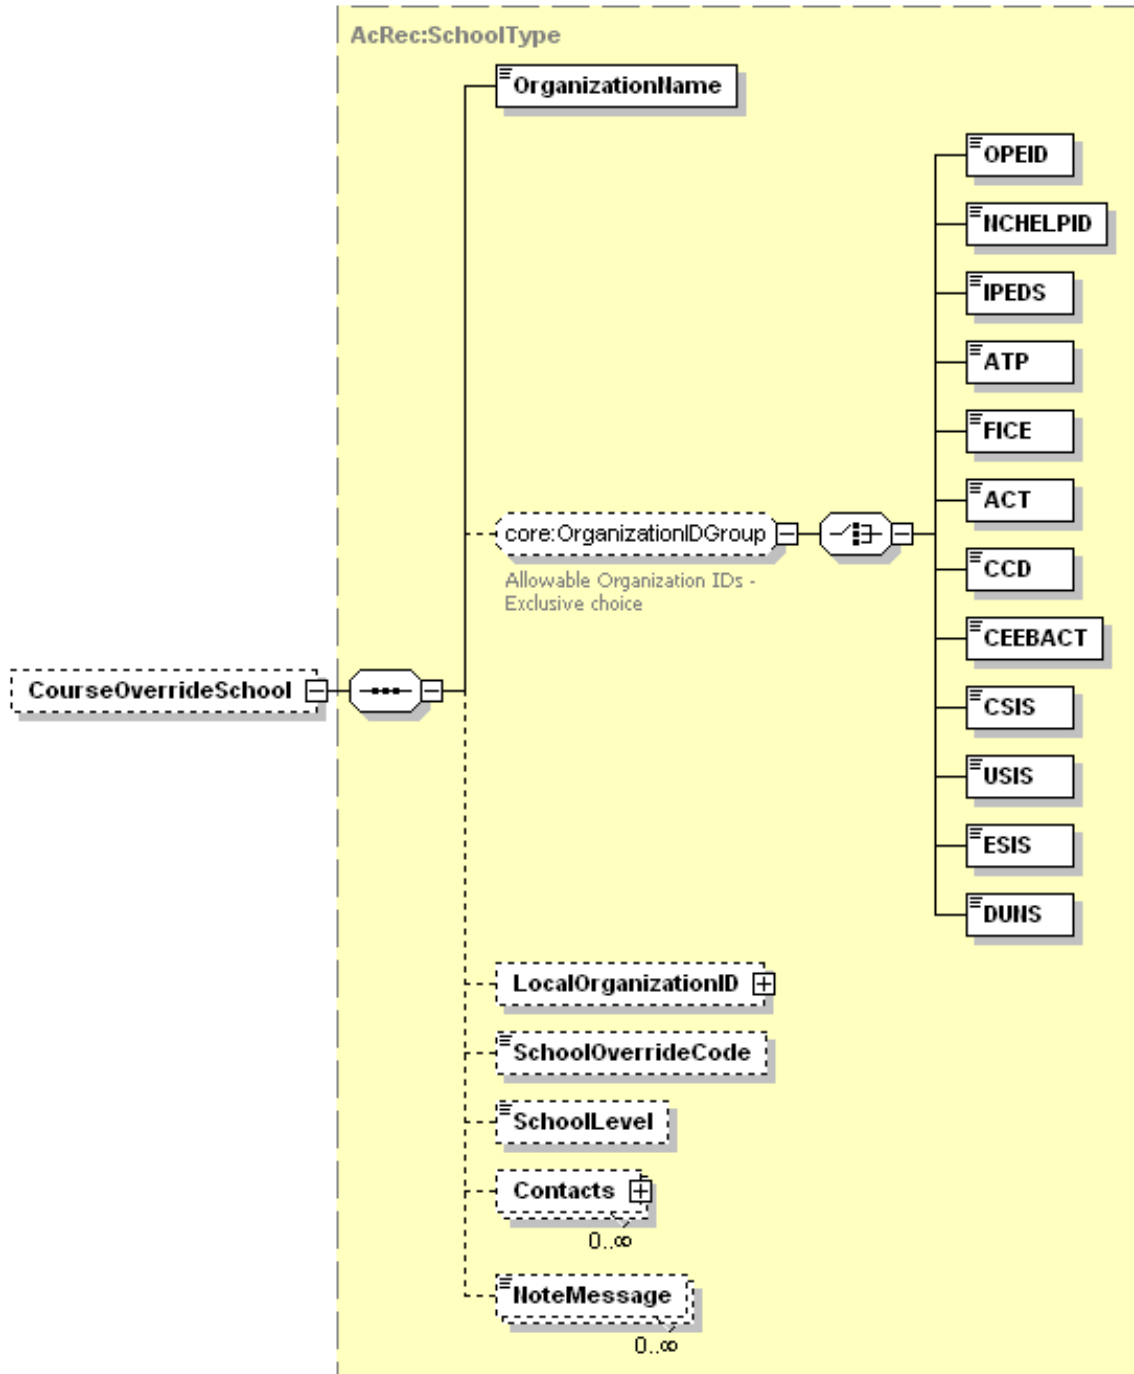 AcRec:SchoolType
OrganizationName
OPEID
NCHELPID
IPEDS
ATP
FICE
ACT
core:OrganizationIDGroup
Allowable Organization IDs -
Exclusive choice
CCD
CEEBACT
CourseOverrideSchool
CSIS
USIS
ESIS
DUNS
LocalOrganizationID
SchoolOverrideCode
SchoolLevel
Contacts
0..∞
NoteMessage
0..∞